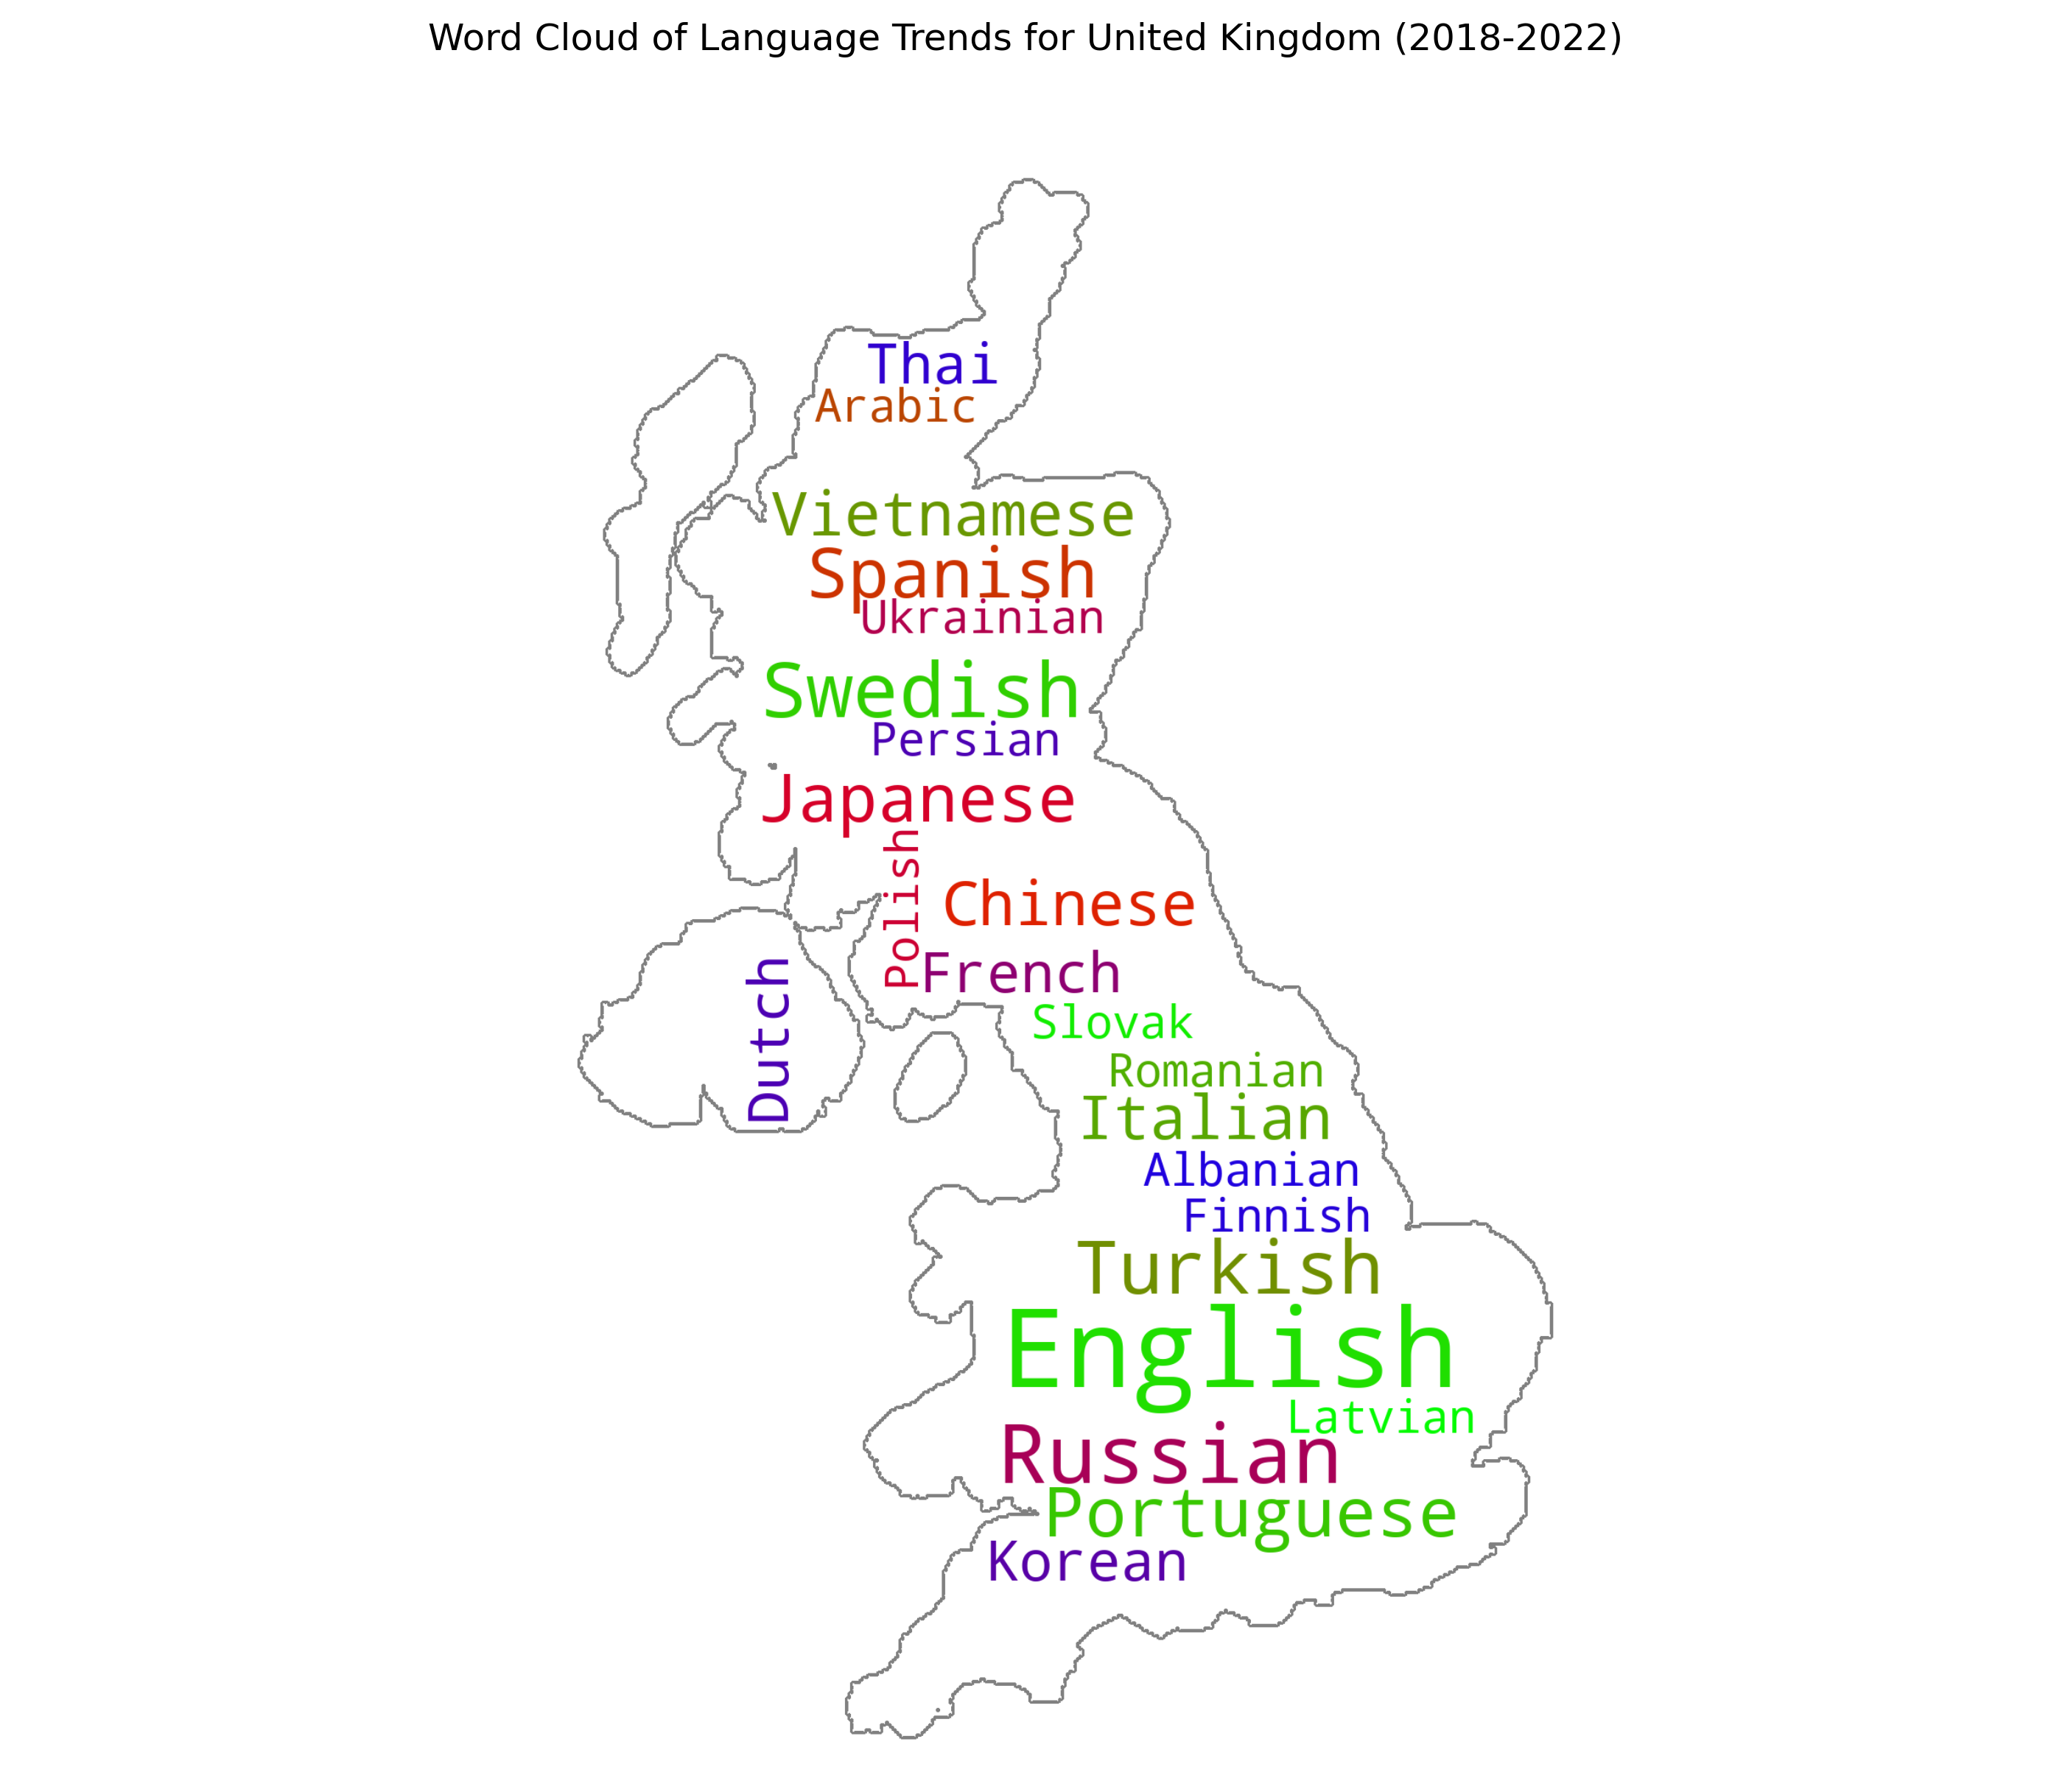 Word Cloud of Language Trends for United Kingdom (2018-2022)
Thai
Arabic
Vietnamese
Spanish
Ukrainian
Swedish
Persian
Japanese
Polish
Chinese
French
Dutch
Slovak
Romanian
Italian
Albanian
Finnish
Turkish
English
Latvian
Russian
Portuguese
Korean